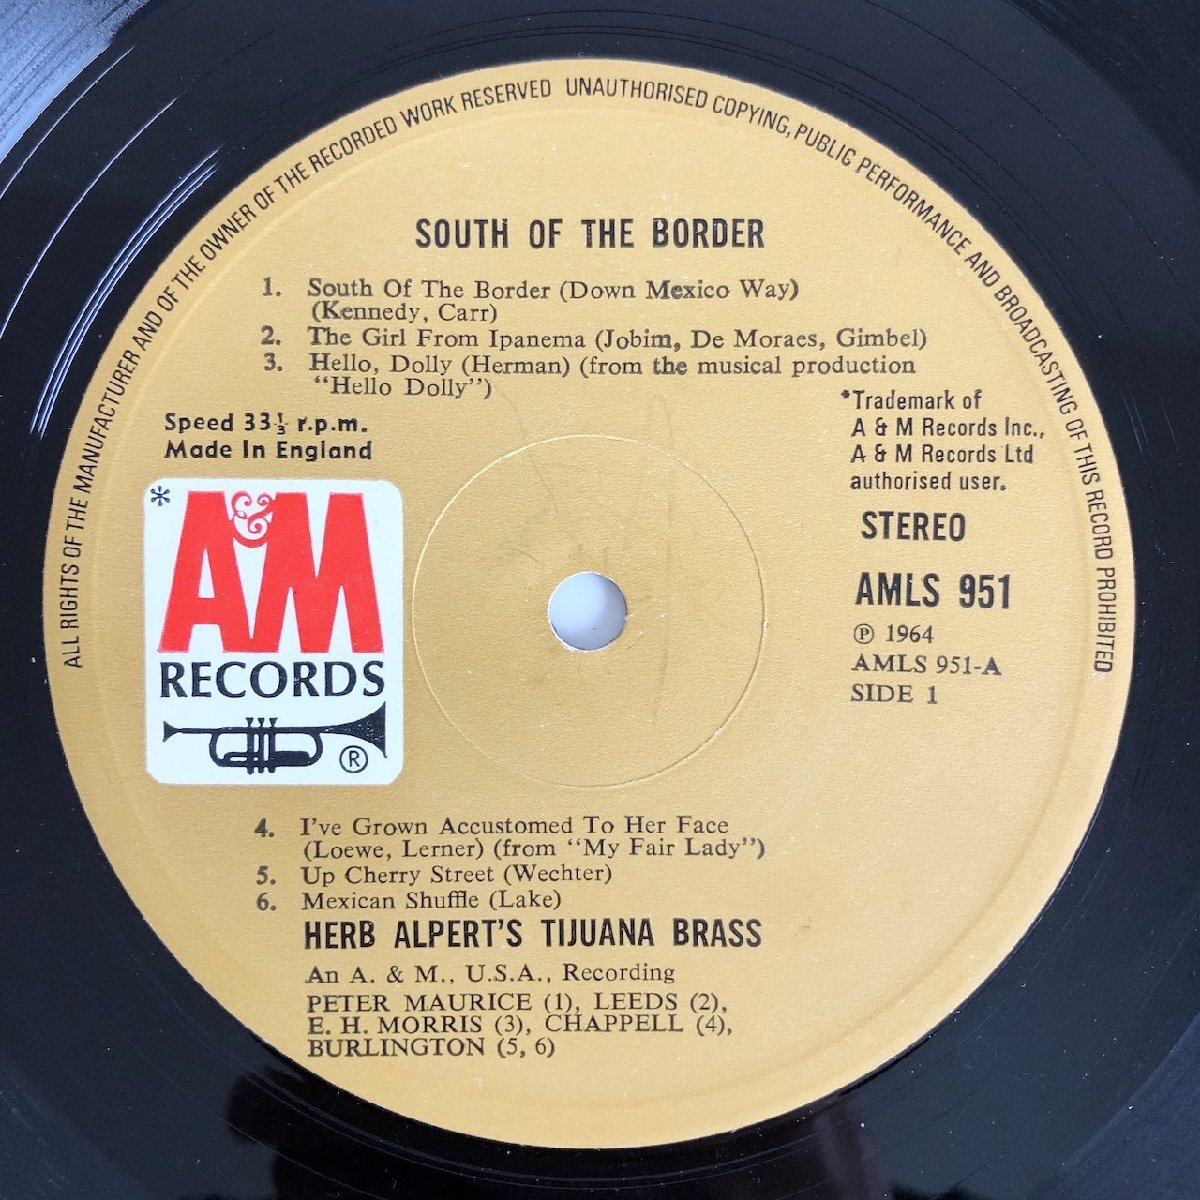 ALL RIGHTS OF THE MANUFACTURER AND OF THE OWNER OF THE RECORDED WORK RESERVED UNAUTHORISED COPYING, PUBLIC PERFORMANCE AND BROADCASTING OF THIS RECORD PROHIBITED
SOUTH OF THE BORDER
1. South Of The Border (Down Mexico Way)
(Kennedy, Carr)
2. The Girl From Ipanema (Jobim, De Moraes, Gimbel)
3. Hello, Dolly (Herman) (from the musical production
“Hello Dolly”)
Speed 33⅓ r.p.m.
Made In England
*Trademark of
A & M Records Inc.,
A & M Records Ltd
authorised user.
* A&M
RECORDS
®
STEREO
AMLS 951
℗ 1964
AMLS 951-A
SIDE 1
4. I've Grown Accustomed To Her Face
(Loewe, Lerner) (from “My Fair Lady”)
5. Up Cherry Street (Wechter)
6. Mexican Shuffle (Lake)
HERB ALPERT'S TIJUANA BRASS
An A. & M., U.S.A., Recording
PETER MAURICE (1), LEEDS (2),
E. H. MORRIS (3), CHAPPELL (4),
BURLINGTON (5, 6)